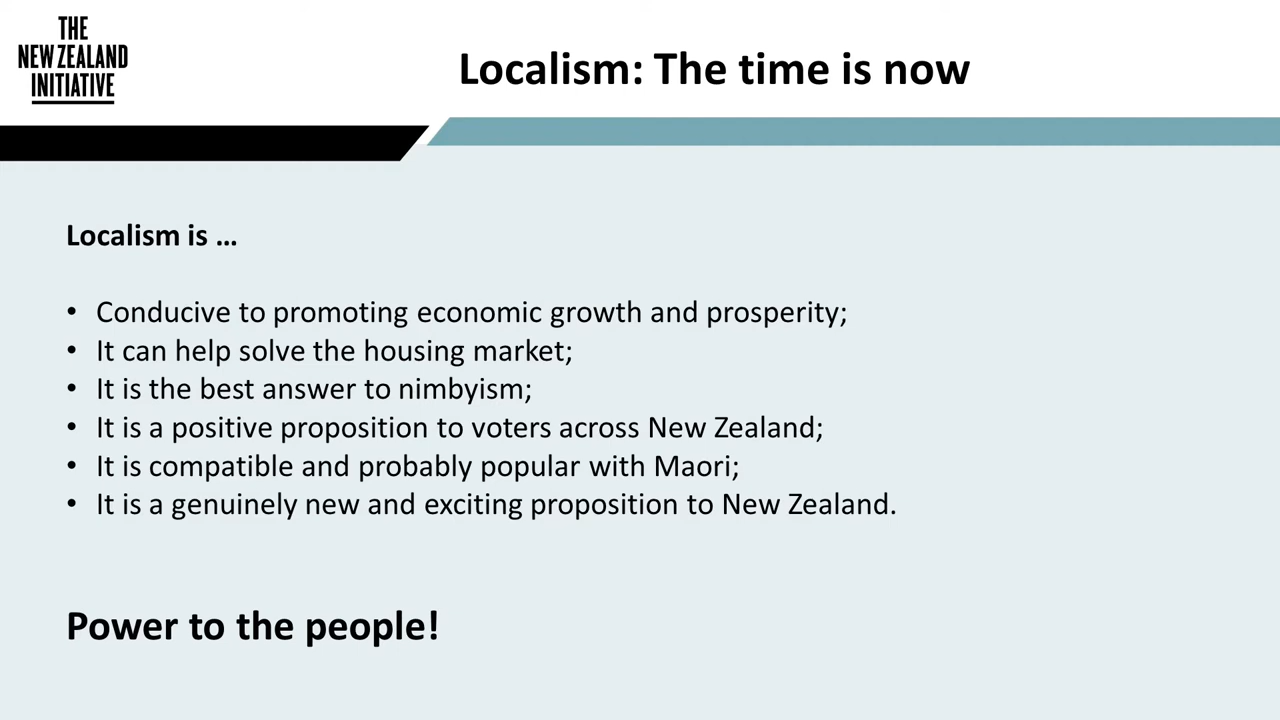 THE
NEW ZEALAND
INITIATIVE
Localism: The time is now
Localism is …
• Conducive to promoting economic growth and prosperity;
• It can help solve the housing market;
• It is the best answer to nimbyism;
• It is a positive proposition to voters across New Zealand;
• It is compatible and probably popular with Maori;
• It is a genuinely new and exciting proposition to New Zealand.
Power to the people!